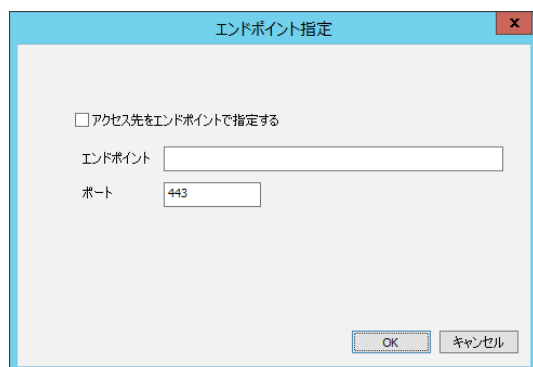 エンドポイント指定
x
アクセス先をエンドポイントで指定する
エンドポイント
ポート 443
OK キャンセル